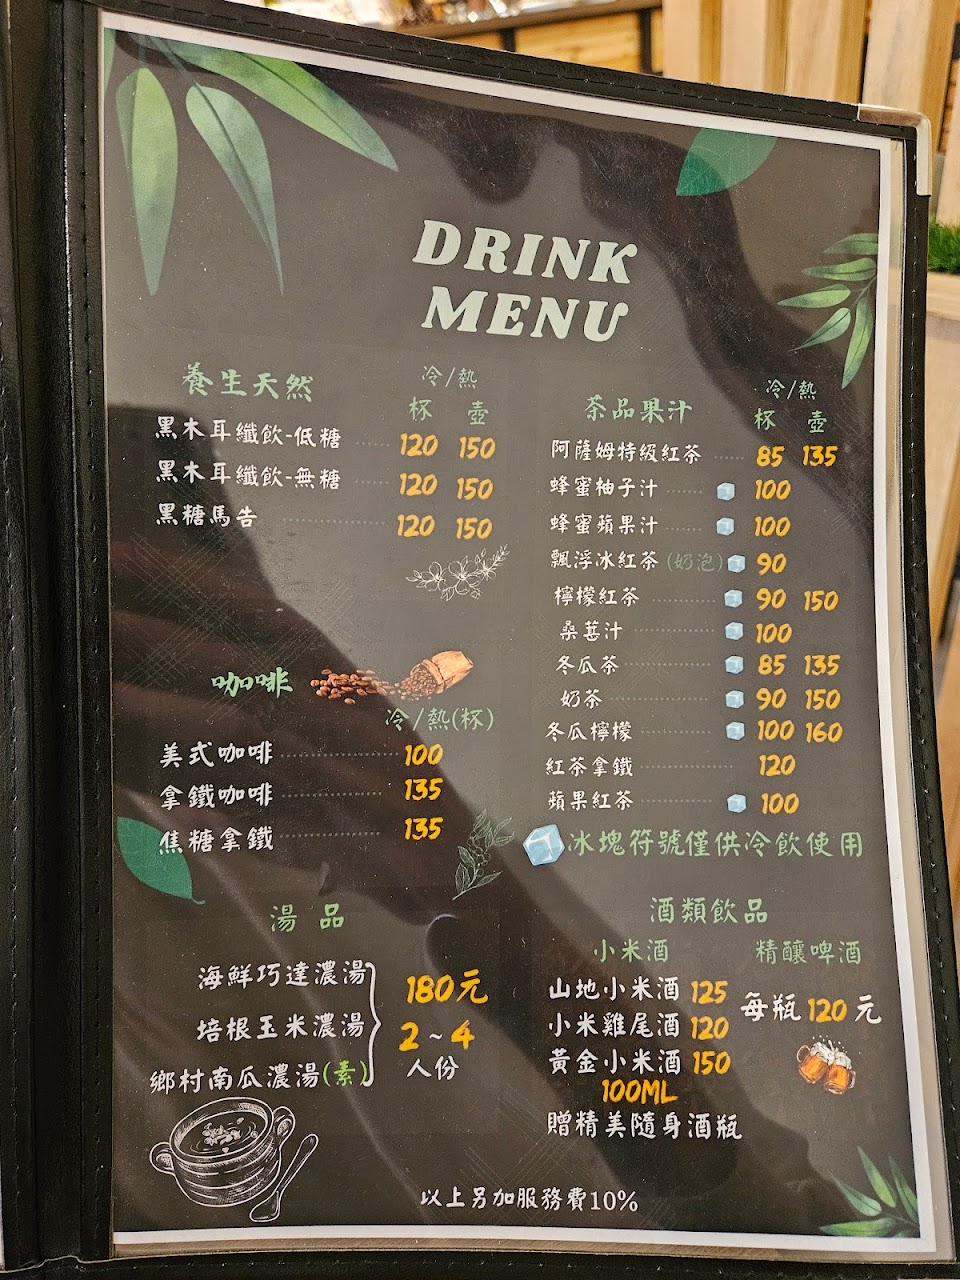 DRINK
MENU
養生天然
冷/熱
杯 壺
黑木耳纖飲-低糖 120 150
黑木耳纖飲-無糖 120 150
黑糖馬告 120 150
咖啡
冷/熱(杯)
美式咖啡 100
拿鐵咖啡 135
焦糖拿鐵 135
湯品
海鮮巧達濃湯
培根玉米濃湯
鄉村南瓜濃湯(素)
180元
2~4
人份
冷/熱
茶品果汁 杯 壺
阿薩姆特級紅茶 85 135
蜂蜜柚子汁 100
蜂蜜蘋果汁 100
飄浮冰紅茶(奶泡) 90
檸檬紅茶 90 150
桑葚汁 100
冬瓜茶 85 135
奶茶 90 150
冬瓜檸檬 100 160
紅茶拿鐵 120
蘋果紅茶 100
冰塊符號僅供冷飲使用
酒類飲品
小米酒
山地小米酒 125
小米雞尾酒 120
黃金小米酒 150
100ML
贈精美隨身酒瓶
精釀啤酒
每瓶120元
以上另加服務費10%